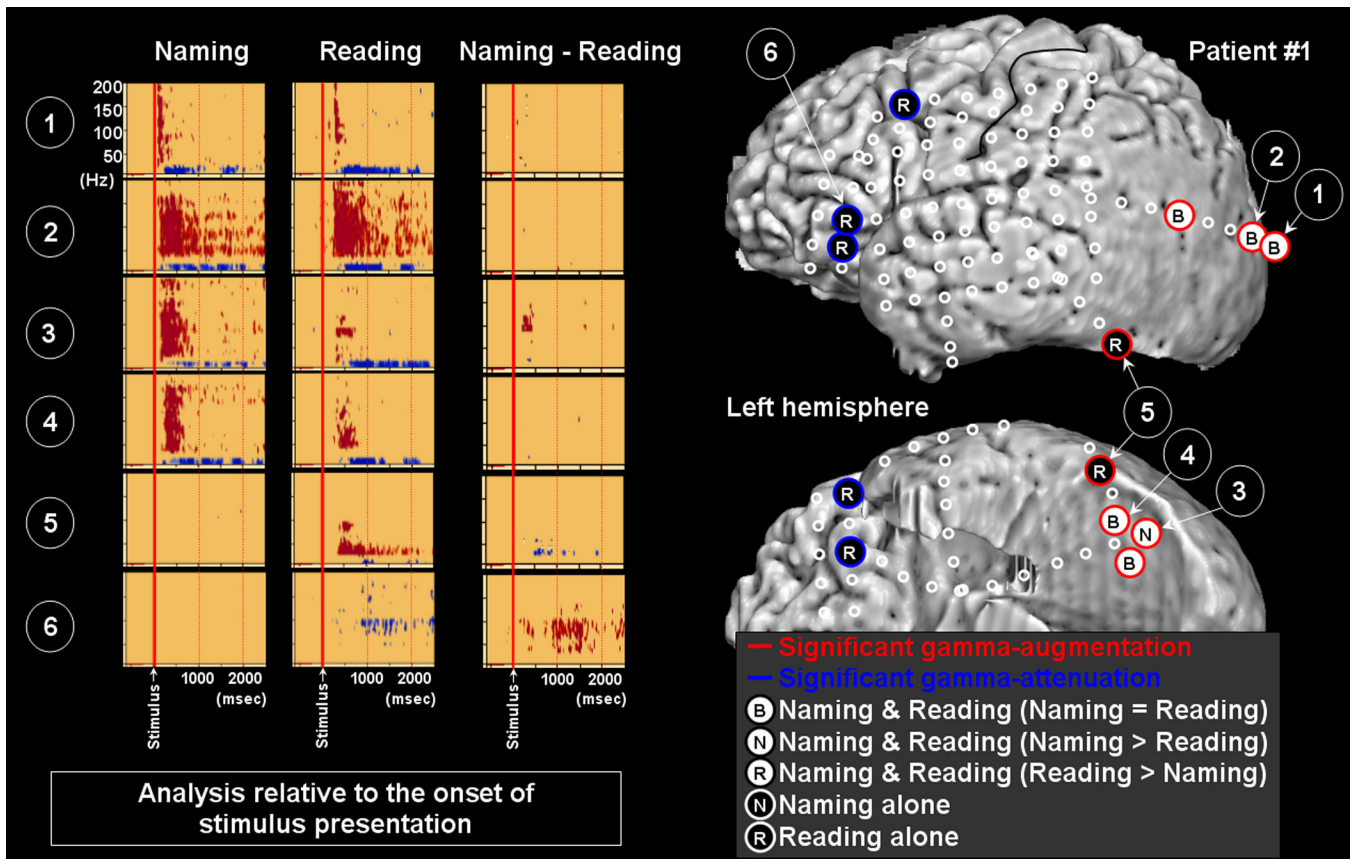 Naming Reading Naming - Reading
1
200
150
100
50
(Hz)
2
3
4
5
6
1000 2000
(msec)
1000 2000
(msec)
1000 2000
(msec)
Stimulus→
Stimulus→
Stimulus→
Analysis relative to the onset of
stimulus presentation
Patient #1
6
R
2
1
B
B
B
R
R
R
Left hemisphere
5
4
3
R
R
B
N
R
B
Significant gamma-augmentation
Significant gamma-attenuation
B Naming & Reading (Naming = Reading)
N Naming & Reading (Naming > Reading)
R Naming & Reading (Reading > Naming)
N Naming alone
R Reading alone